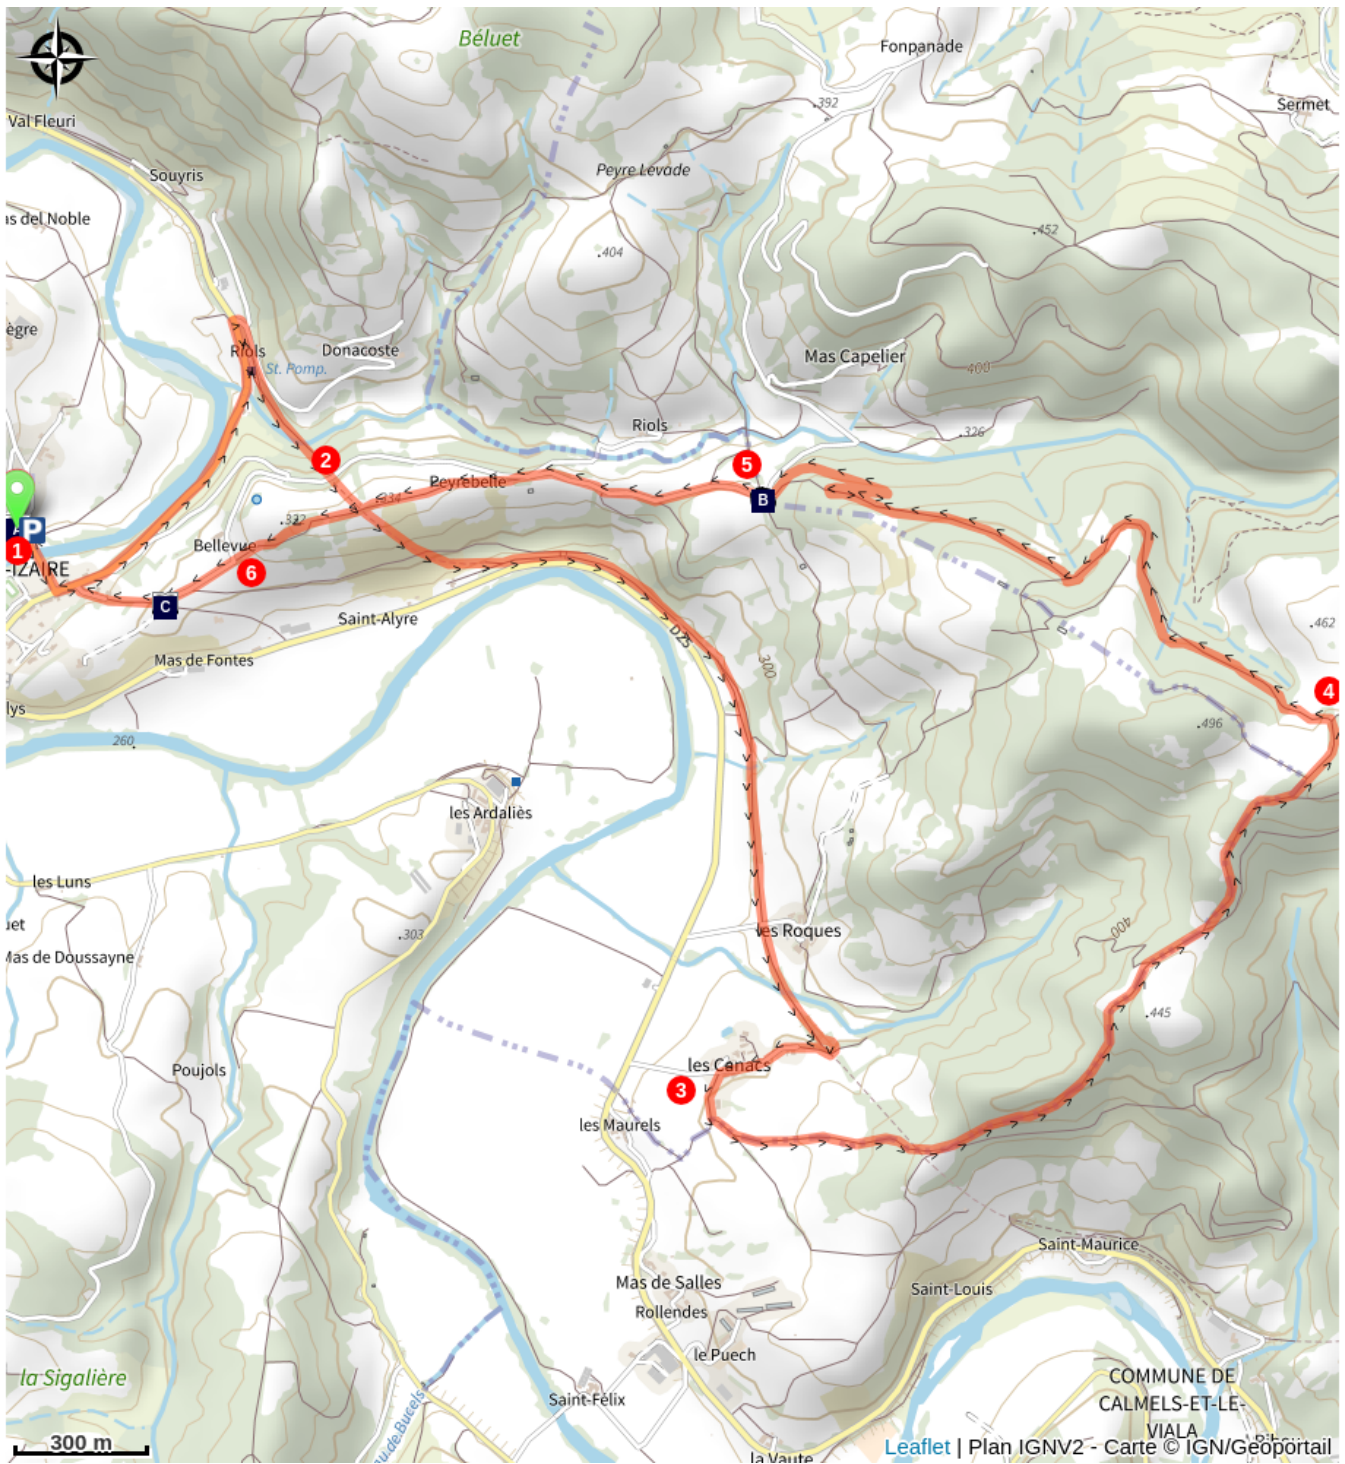 Béluet
Fonpanade
.392
Sermet
Val Fleuri
Souyris
Peyre Levade
as del Noble
.452
.404
ègre
Riols
Donacoste
St. Pomp.
Mas Capelier
400
Riols
.326
2
5
Peyrebelle
334
B
P
.332
1
Bellevue
-IZAIRE
6
C
Saint-Alyre
.462
D25
300
Mas de Fontes
4
lys
.496
260
les Ardaliès
les Luns
uet
.303
les Roques
400
Mas de Doussayne
.445
les Canacs
Poujols
3
les Maurels
Saint-Maurice
Mas de Salles
Saint-Louis
Rollendes
le Puech
la Sigalière
COMMUNE DE
Saint-Félix
CALMELS-ET-LE-
VIALA
u de Bucels
300 m
Leaflet | Plan IGNV2 - Carte © IGN/Géoportail
la Vaute